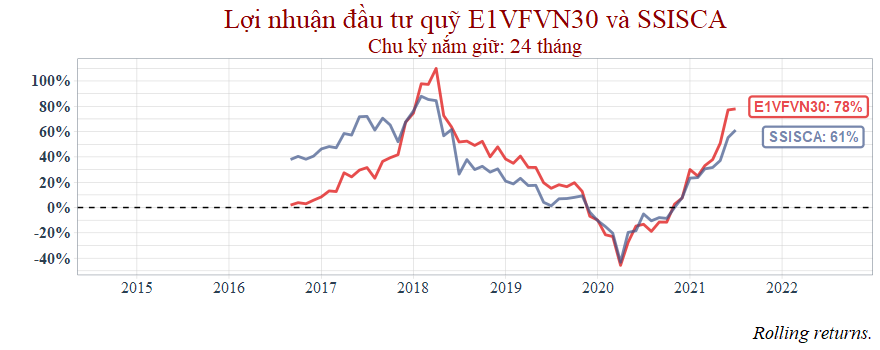 Lợi nhuận đầu tư quỹ E1VFVN30 và SSISCA
Chu kỳ nắm giữ: 24 tháng
100%
80%
60%
40%
20%
0%
-20%
-40%
E1VFVN30: 78%
SSISCA: 61%
2015 2016 2017 2018 2019 2020 2021 2022
Rolling returns.